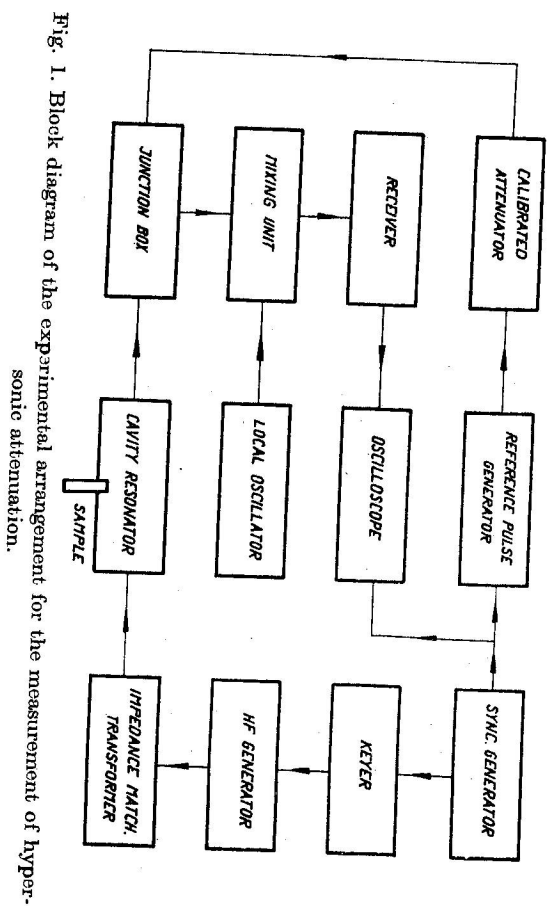 CALIBRATED
ATTENUATOR
REFERENCE PULSE
GENERATOR
SYNC. GENERATOR
RECEIVER
OSCILLOSCOPE
KEYER
MIXING UNIT
LOCAL OSCILLATOR
HF GENERATOR
JUNCTION BOX
CAVITY RESONATOR
IMPEDANCE MATCH.
TRANSFORMER
SAMPLE
Fig. 1. Block diagram of the experimental arrangement for the measurement of hyper-
sonic attenuation.